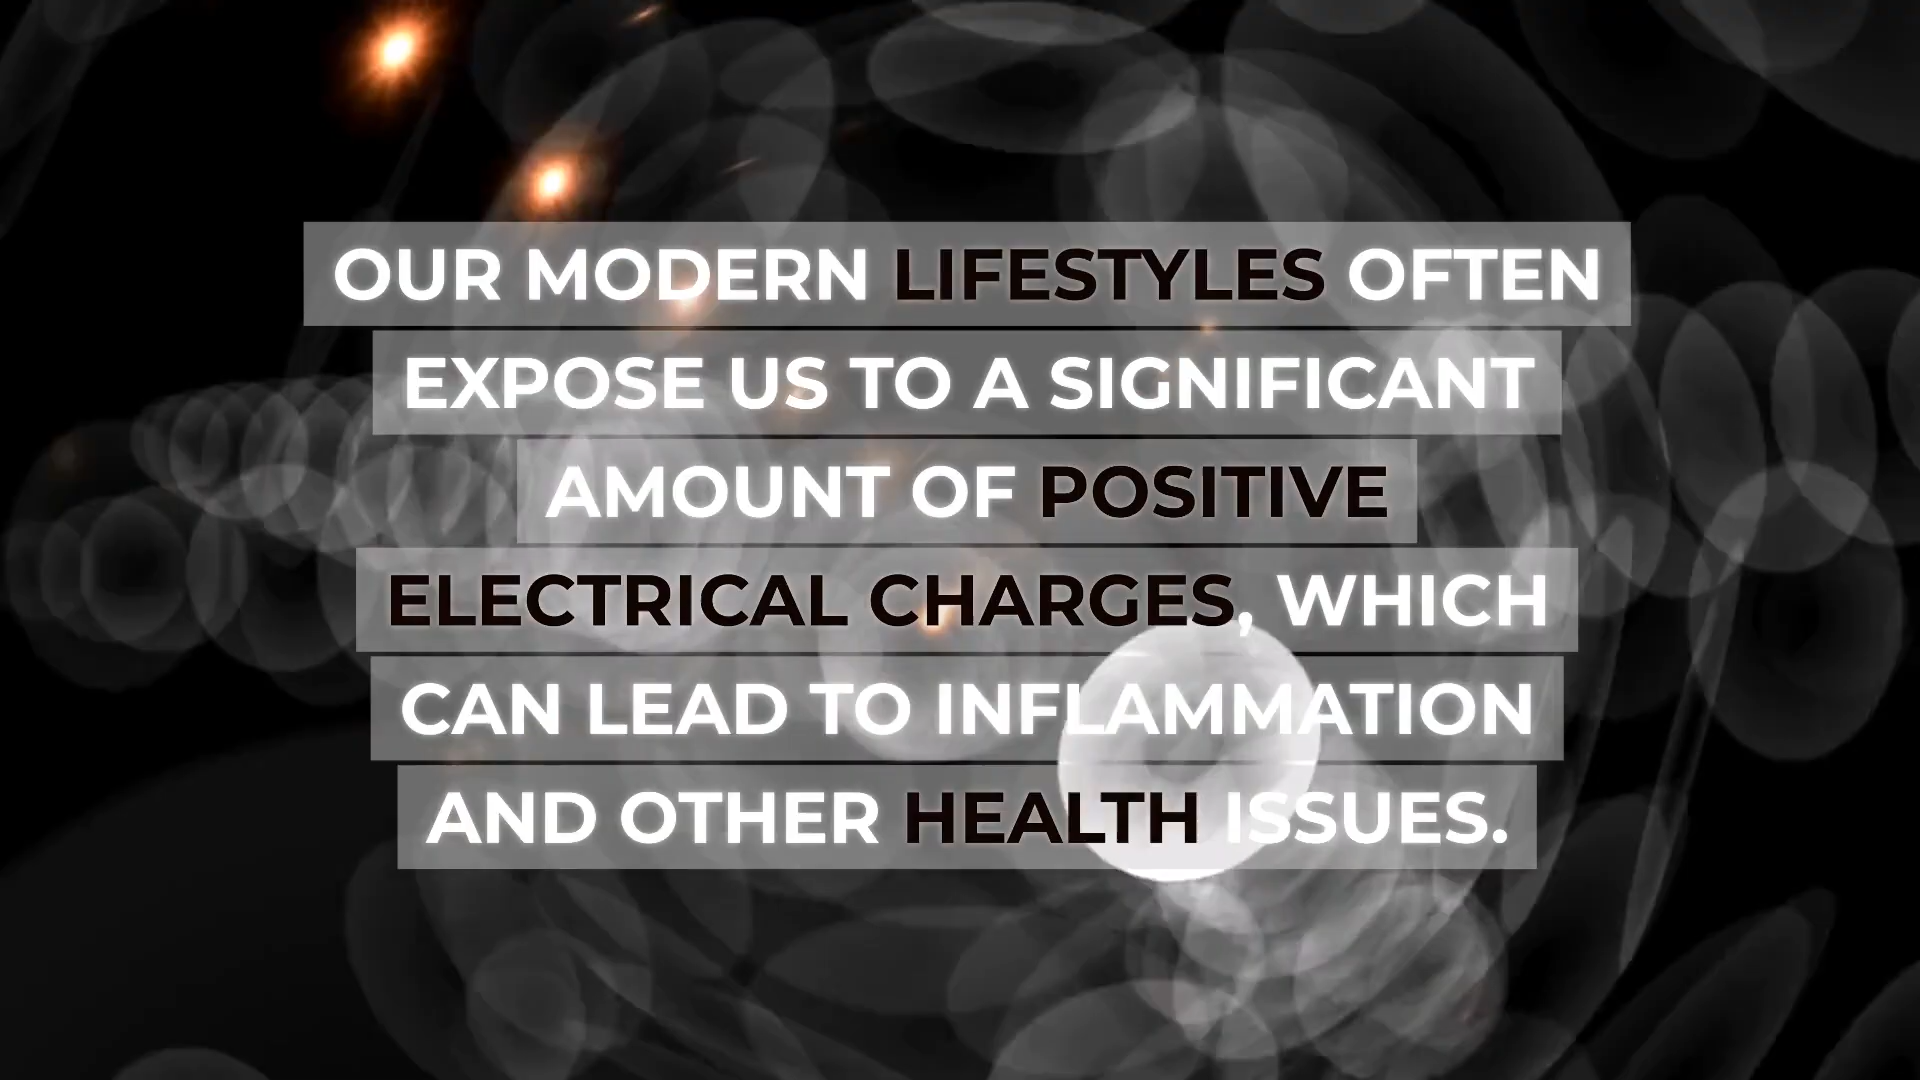 OUR MODERN LIFESTYLES OFTEN
EXPOSE US TO A SIGNIFICANT
AMOUNT OF POSITIVE
ELECTRICAL CHARGES, WHICH
CAN LEAD TO INFLAMMATION
AND OTHER HEALTH ISSUES.